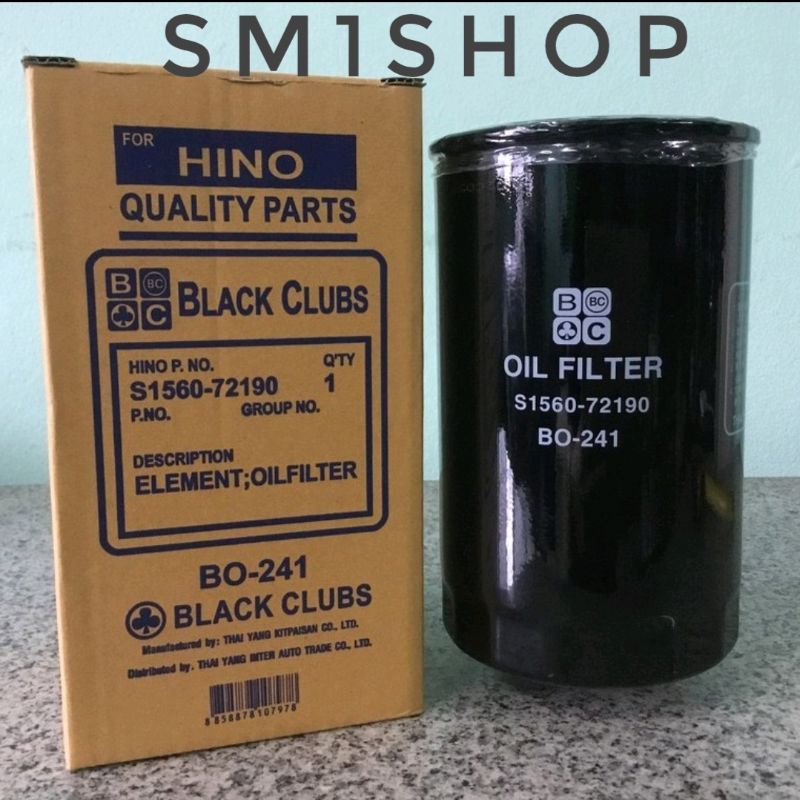 SM1SHOP
FOR
HINO
QUALITY PARTS
B BC
C
BLACK CLUBS
HINO P. NO. Q'TY
S1560-72190 1
P.NO. GROUP NO.
DESCRIPTION
ELEMENT;OILFILTER
BO-241
BLACK CLUBS
Manufactured by: THAI YANG KITPAISAN CO., LTD.
Distributed by: THAI YANG INTER AUTO TRADE CO., LTD.
8858878107978
B BC
C
OIL FILTER
S1560-72190
BO-241